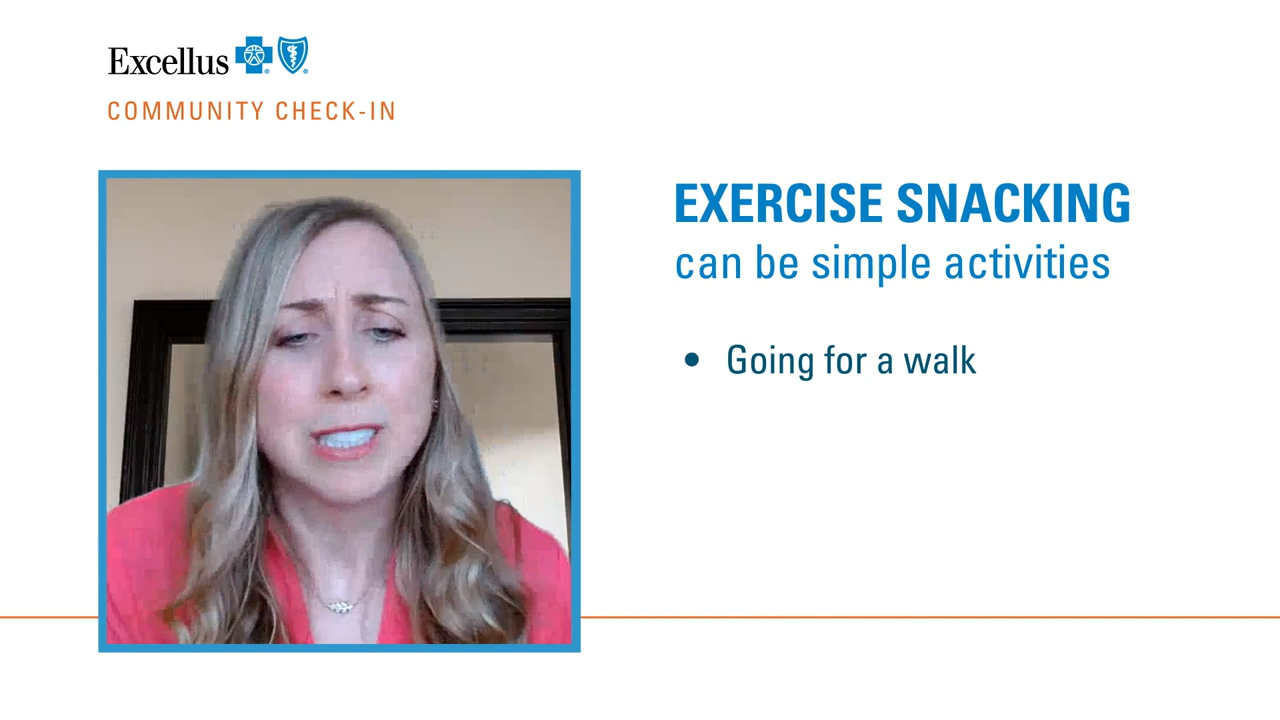 Excellus
COMMUNITY CHECK-IN
EXERCISE SNACKING
can be simple activities
• Going for a walk